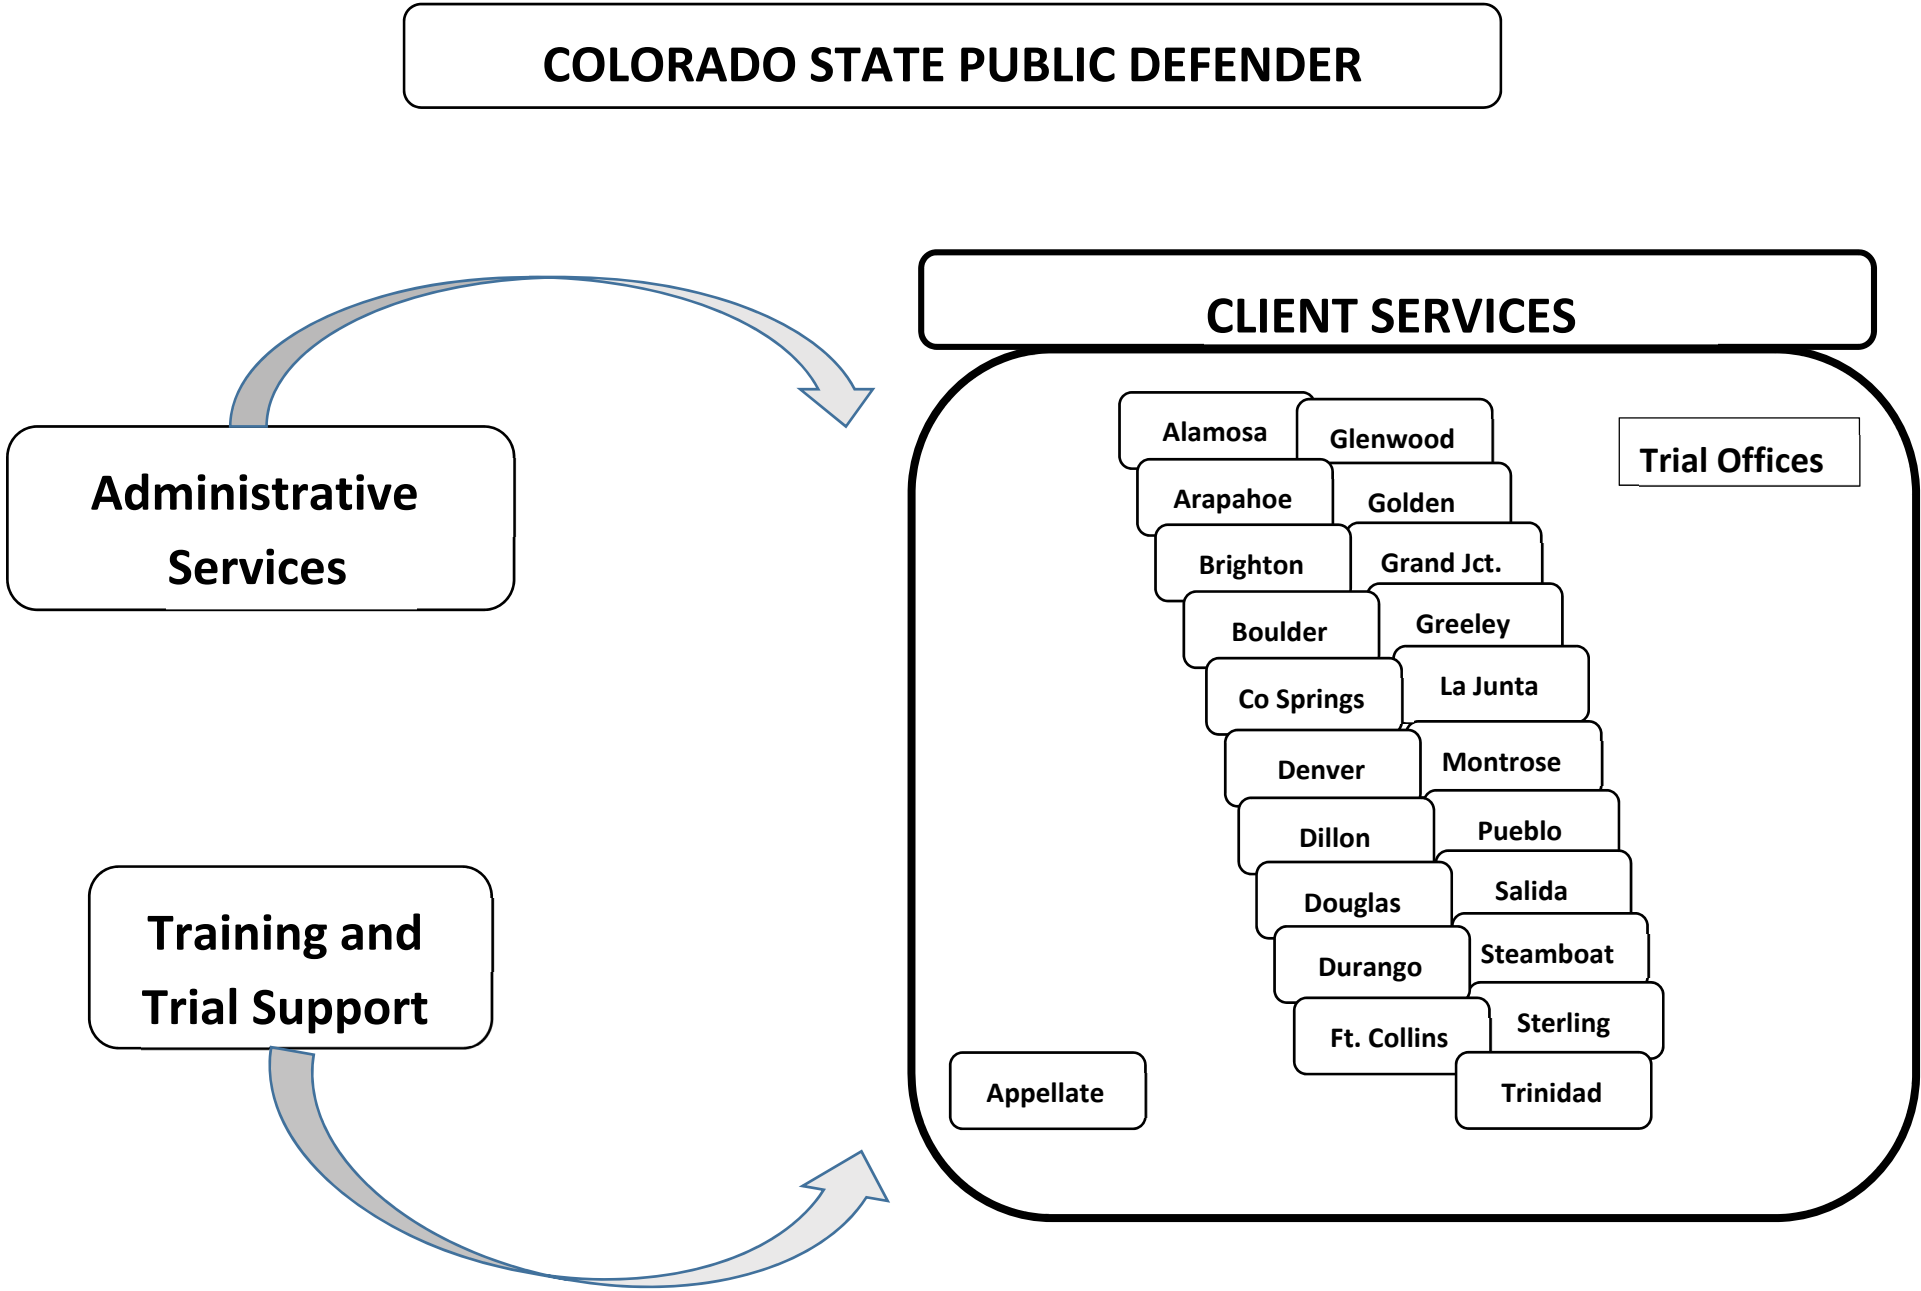 COLORADO STATE PUBLIC DEFENDER
CLIENT SERVICES
Administrative
Services
Training and
Trial Support
Trial Offices
Alamosa
Arapahoe
Brighton
Boulder
Co Springs
Denver
Dillon
Douglas
Durango
Ft. Collins
Glenwood
Golden
Grand Jct.
Greeley
La Junta
Montrose
Pueblo
Salida
Steamboat
Sterling
Trinidad
Appellate